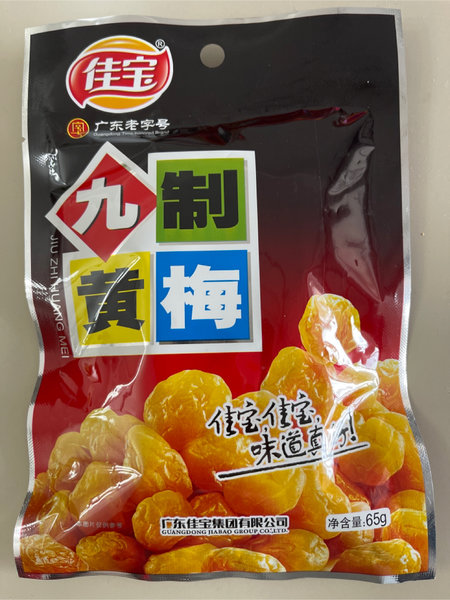 佳宝®
广东老字号
Guangdong Time-honored Brand
九制
黄梅
JIU ZHI HUANG MEI
佳宝,佳宝,
味道真好!
图片仅供参考
广东佳宝集团有限公司
GUANGDONG JIABAO GROUP CO.,LTD.
净含量:65g